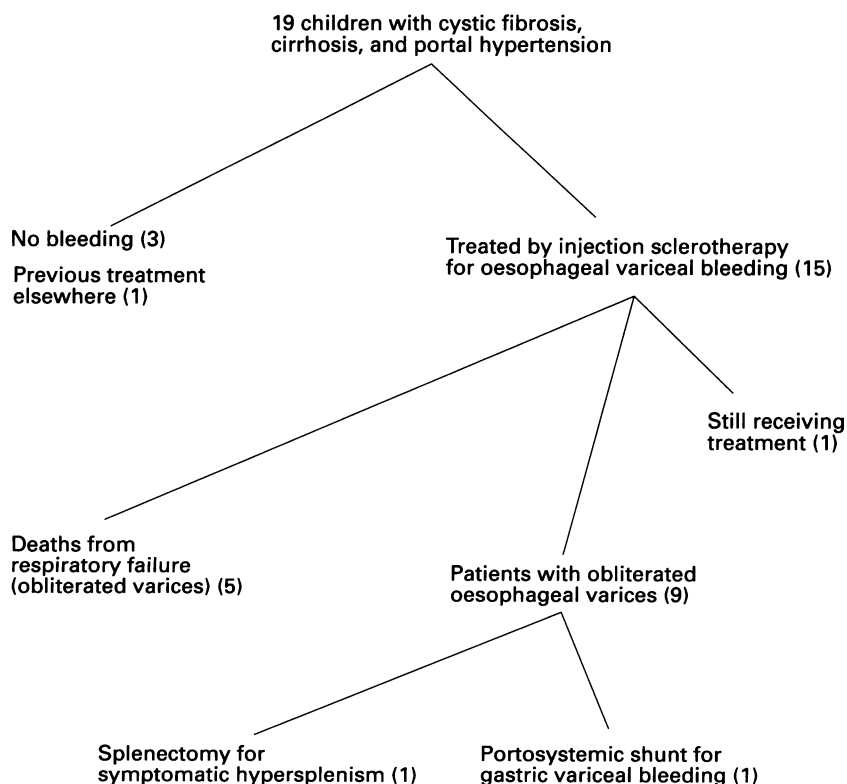 19 children with cystic fibrosis,
cirrhosis, and portal hypertension
No bleeding (3)
Previous treatment
elsewhere (1)
Treated by injection sclerotherapy
for oesophageal variceal bleeding (15)
Still receiving
treatment (1)
Deaths from
respiratory failure
(obliterated varices) (5)
Patients with obliterated
oesophageal varices (9)
Splenectomy for
symptomatic hypersplenism (1)
Portosystemic shunt for
gastric variceal bleeding (1)